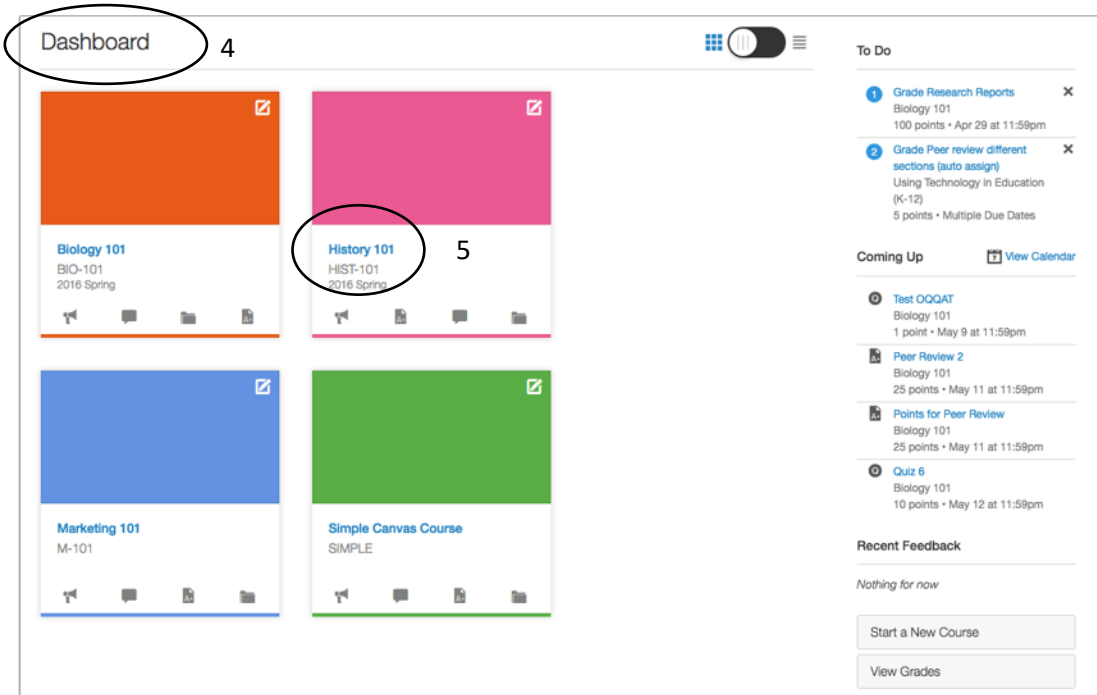 Dashboard
4
Biology 101
BIO-101
2016 Spring
History 101
HIST-101
2016 Spring
5
Marketing 101
M-101
Simple Canvas Course
SIMPLE
To Do
1 Grade Research Reports
Biology 101
100 points • Apr 29 at 11:59pm
2 Grade Peer review different
sections (auto assign)
Using Technology in Education
(K-12)
5 points • Multiple Due Dates
Coming Up 7 View Calendar
Q Test OQQAT
Biology 101
1 point • May 9 at 11:59pm
Peer Review 2
Biology 101
25 points • May 11 at 11:59pm
Points for Peer Review
Biology 101
25 points • May 11 at 11:59pm
Q Quiz 6
Biology 101
10 points • May 12 at 11:59pm
Recent Feedback
Nothing for now
Start a New Course
View Grades